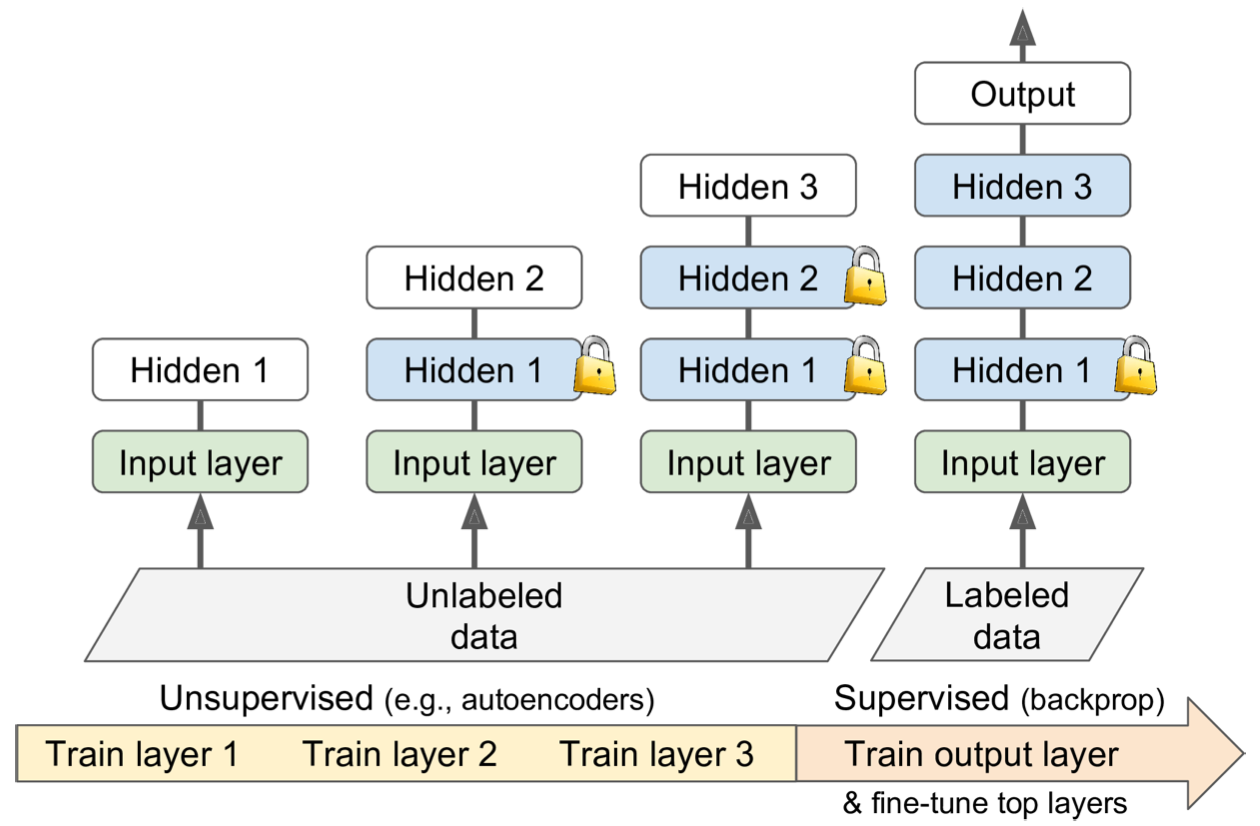 Output
Hidden 3
Hidden 3
Hidden 2
Hidden 2
Hidden 2
Hidden 1
Hidden 1
Hidden 1
Hidden 1
Input layer
Input layer
Input layer
Input layer
Unlabeled
data
Labeled
data
Unsupervised (e.g., autoencoders)
Supervised (backprop)
Train layer 1
Train layer 2
Train layer 3
Train output layer
& fine-tune top layers